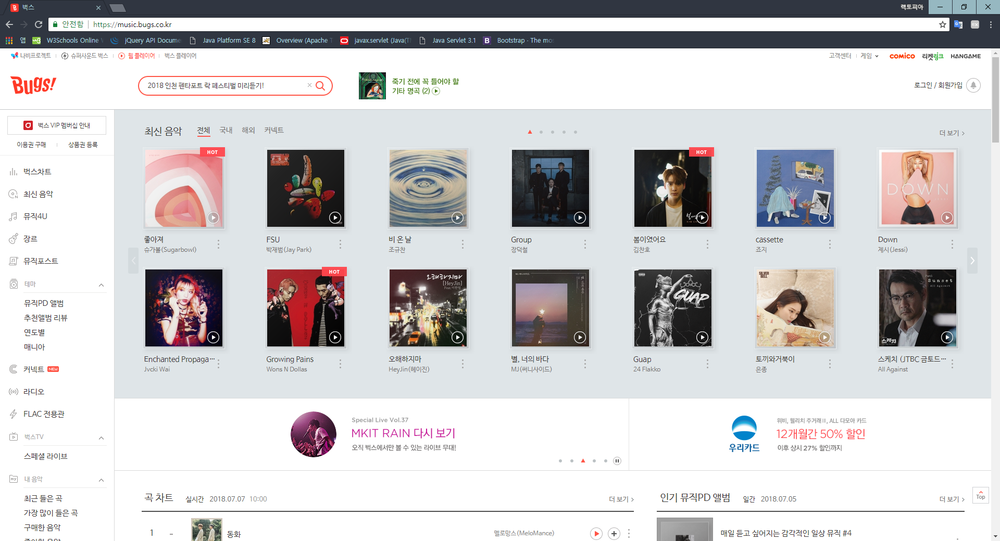 벅스
렉토피아
안전함
https://music.bugs.co.kr
앱
W3Schools Online
jQuery API Docume
Java Platform SE 8
Overview (Apache T
javax.servlet (Java(T
Java Servlet 3.1
Bootstrap · The mos
나비프로젝트
슈퍼사운드 벅스
웹 플레이어
벅스 플레이어
고객센터
게임
comico
티켓링크
HANGAME
Bugs!
2018 인천 펜타포트 락 페스티벌 미리듣기!
죽기 전에 꼭 들어야 할
기타 명곡 (2)
로그인 / 회원가입
벅스 VIP 멤버십 안내
이용권 구매
상품권 등록
벅스차트
최신 음악
뮤직4U
장르
뮤직포스트
테마
뮤직PD 앨범
추천앨범 리뷰
연도별
매니아
커넥트 NEW
라디오
FLAC 전용관
벅스TV
스페셜 라이브
내 음악
최근 들은 곡
가장 많이 들은 곡
구매한 음악
최신 음악
전체
국내
해외
커넥트
더 보기
HOT
HOT
DOWN
좋아져
슈가볼(Sugarbowl)
FSU
박재범(Jay Park)
비 온 날
조규찬
Group
장덕철
봄이였어요
김찬호
cassette
죠지
Down
제시(Jessi)
HOT
오해하지마
[HeyJin]
GUAP
SILVER BELL
Part5
Sunset
All Against
스케치
Enchanted Propaga···
Jvcki Wai
Growing Pains
Wons N Dollas
오해하지마
HeyJin(헤이진)
별, 너의 바다
MJ(써니사이드)
Guap
24 Flakko
토끼와거북이
은종
스케치 (JTBC 금토드···
All Against
Special Live Vol.37
MKIT RAIN 다시 보기
오직 벅스에서만 볼 수 있는 라이브 무대!
우리카드
위비, 웰리치 주거래II, ALL 다모아 카드
12개월간 50% 할인
이후 상시 27% 할인까지
곡 차트
실시간
2018.07.07 10:00
더 보기
인기 뮤직PD 앨범
일간
2018.07.05
더 보기
Top
1
동화
멜로망스(MeloMance)
매일 듣고 싶어지는 감각적인 일상 뮤직 #4